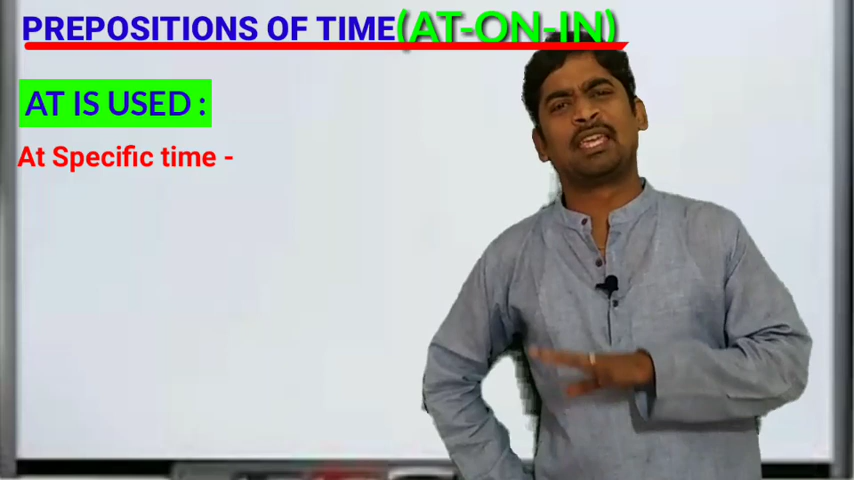 PREPOSITIONS OF TIME(AT-ON-IN)
AT IS USED :
At Specific time -